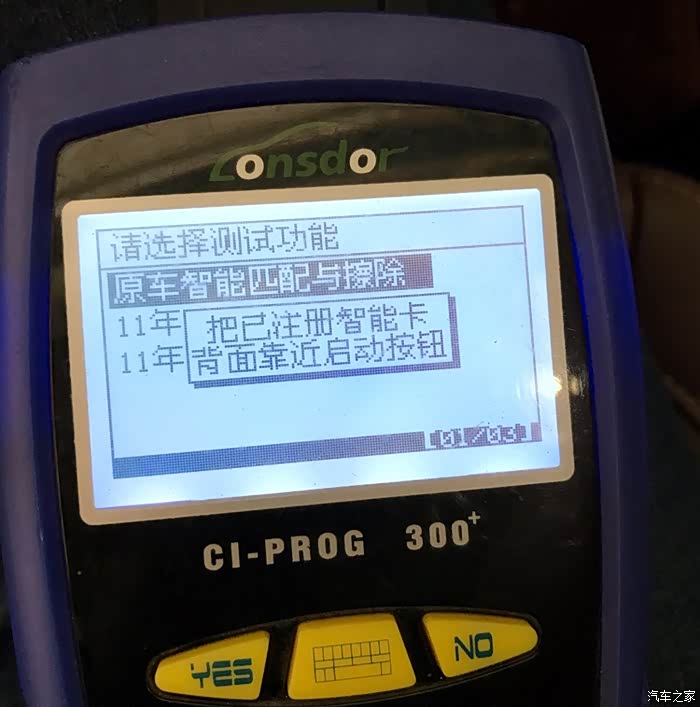 Lonsdor
请选择测试功能
原车智能匹配与擦除
11年
把已注册智能卡
11年
背面靠近启动按钮
[01/03]
CI-PROG 300+
YES
NO
汽车之家